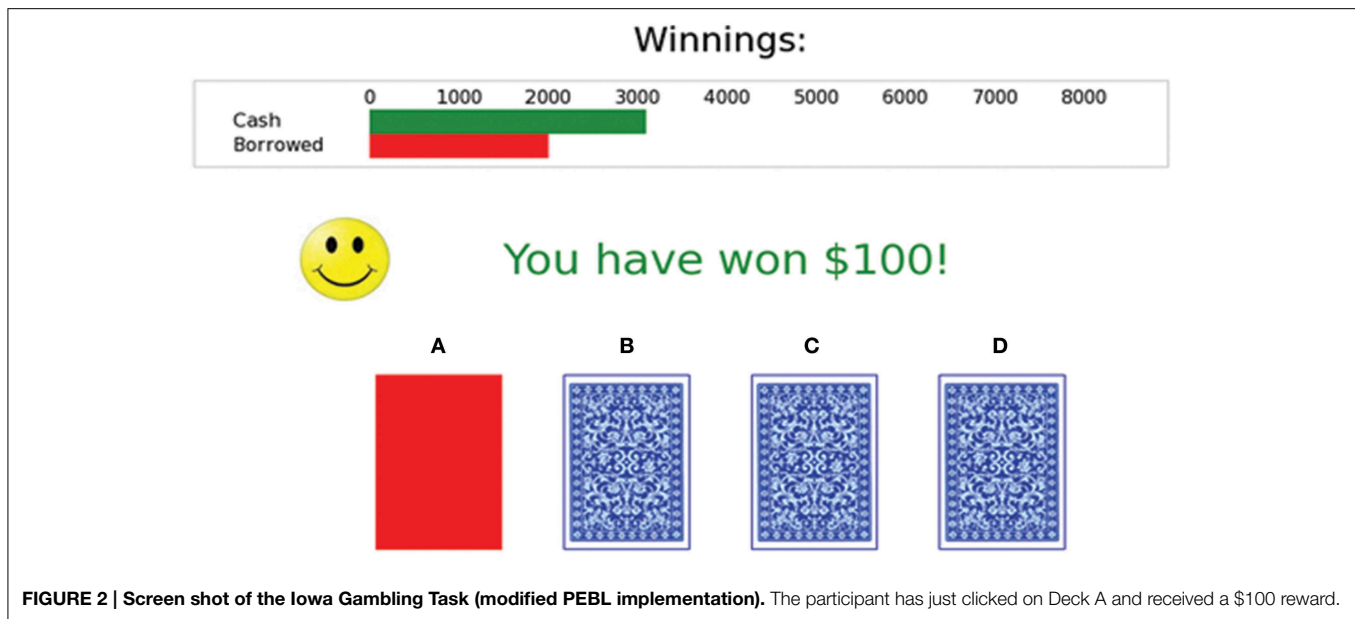 Winnings:
0 1000 2000 3000 4000 5000 6000 7000 8000
Cash
Borrowed
You have won $100!
A B C D
FIGURE 2 | Screen shot of the Iowa Gambling Task (modified PEBL implementation). The participant has just clicked on Deck A and received a $100 reward.